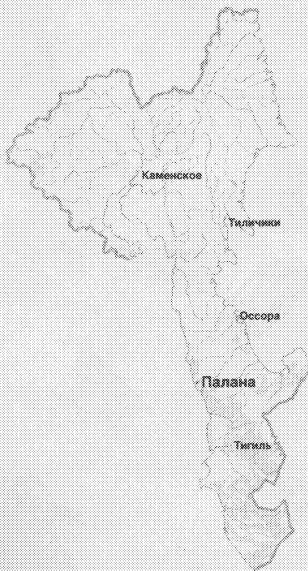 Каменское
Тиличики
Оссора
Палана
Тигиль